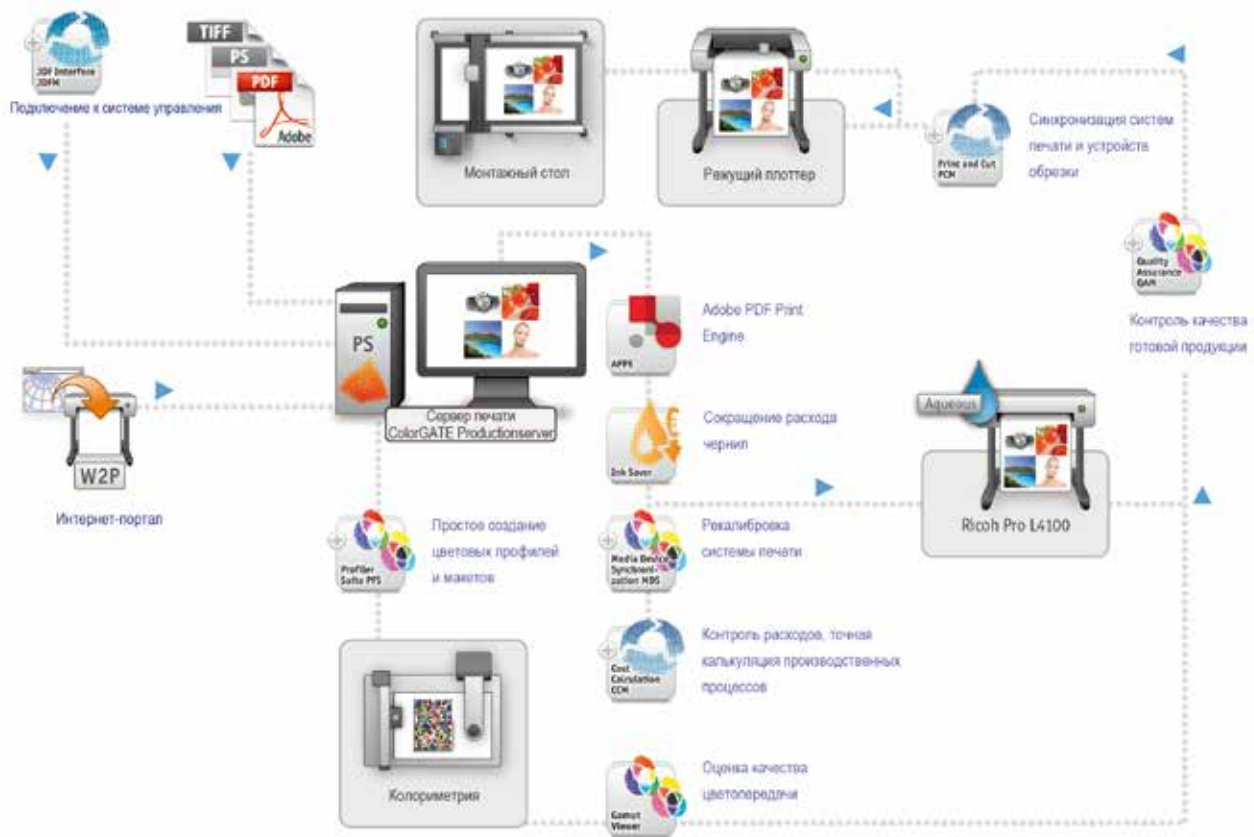 TIFF
PS
PDF
Adobe
JDF Interface
JDFM
Подключение к системе управления
Монтажный стол
Режущий плоттер
Print and Cut
PCM
Синхронизация систем
печати и устройств
обрезки
Quality
Assurance
QAM
Контроль качества
готовой продукции
PS
Сервер печати
ColorGATE Productionserver
APPE
Adobe PDF Print
Engine
Ink Saver
Сокращение расхода
чернил
Aqueous
Ricoh Pro L4100
W2P
Интернет-портал
Profiler
Suite PFS
Простое создание
цветовых профилей
и макетов
Media Device
Synchroni-
zation MDS
Рекалибровка
системы печати
Cost
Calculation
CCM
Контроль расходов, точная
калькуляция производственных
процессов
Колориметрия
Gamut
Viewer
Оценка качества
цветопередачи